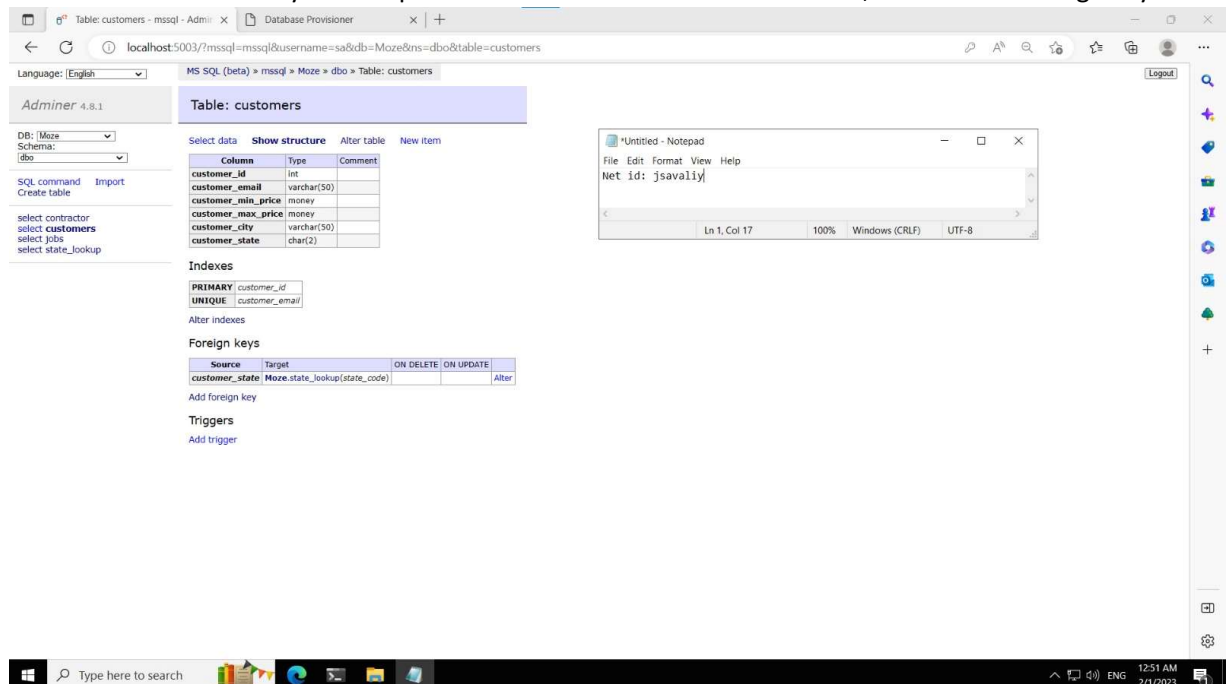 Table: customers - mssql - Admin
Database Provisioner
localhost:5003/?mssql=mssql&username=sa&db=Moze&ns=dbo&table=customers
Language: English
MS SQL (beta) » mssql » Moze » dbo » Table: customers
Logout
Adminer 4.8.1
Table: customers
DB: Moze
Schema:
dbo
SQL command Import
Create table
select contractor
select customers
select jobs
select state_lookup
Select data Show structure Alter table New item
Column Type Comment
customer_id int
customer_email varchar(50)
customer_min_price money
customer_max_price money
customer_city varchar(50)
customer_state char(2)
Indexes
PRIMARY customer_id
UNIQUE customer_email
Alter indexes
Foreign keys
Source Target ON DELETE ON UPDATE
customer_state Moze.state_lookup(state_code) Alter
Add foreign key
Triggers
Add trigger
*Untitled - Notepad
File Edit Format View Help
Net id: jsavaliy
Ln 1, Col 17 100% Windows (CRLF) UTF-8
Type here to search
ENG
12:51 AM
2/1/2023